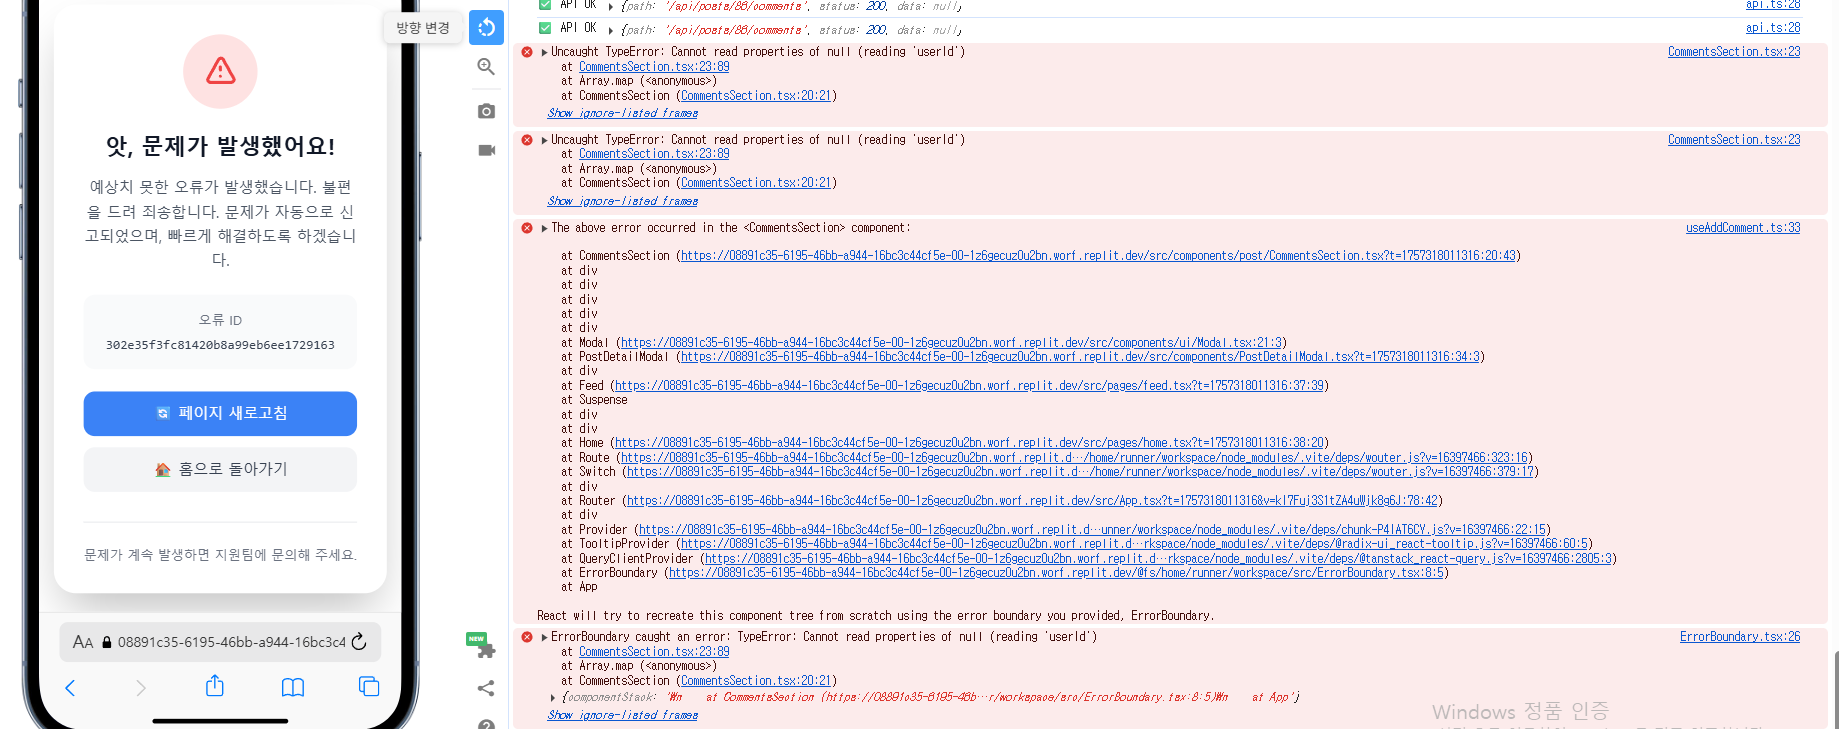 앗, 문제가 발생했어요!
예상치 못한 오류가 발생했습니다. 불편
을 드려 죄송합니다. 문제가 자동으로 신
고되었으며, 빠르게 해결하도록 하겠습니
다.
오류 ID
302e35f3fc81420b8a99eb6ee1729163
페이지 새로고침
홈으로 돌아가기
문제가 계속 발생하면 지원팀에 문의해 주세요.
AA 08891c35-6195-46bb-a944-16bc3c4
방향 변경
NEW
API OK {path: '/api/posts/86/comments', status: 200, data: null} api.ts:28
API OK {path: '/api/posts/86/comments', status: 200, data: null} api.ts:28
Uncaught TypeError: Cannot read properties of null (reading 'userId') CommentsSection.tsx:23
at CommentsSection.tsx:23:89
at Array.map (<anonymous>)
at CommentsSection (CommentsSection.tsx:20:21)
Show ignore-listed frames
Uncaught TypeError: Cannot read properties of null (reading 'userId') CommentsSection.tsx:23
at CommentsSection.tsx:23:89
at Array.map (<anonymous>)
at CommentsSection (CommentsSection.tsx:20:21)
Show ignore-listed frames
The above error occurred in the <CommentsSection> component: useAddComment.ts:33
at CommentsSection (https://08891c35-6195-46bb-a944-16bc3c44cf5e-00-1z6gecuz0u2bn.worf.replit.dev/src/components/post/CommentsSection.tsx?t=1757318011316:20:43)
at div
at div
at div
at div
at div
at Modal (https://08891c35-6195-46bb-a944-16bc3c44cf5e-00-1z6gecuz0u2bn.worf.replit.dev/src/components/ui/Modal.tsx:21:3)
at PostDetailModal (https://08891c35-6195-46bb-a944-16bc3c44cf5e-00-1z6gecuz0u2bn.worf.replit.dev/src/components/PostDetailModal.tsx?t=1757318011316:34:3)
at div
at Feed (https://08891c35-6195-46bb-a944-16bc3c44cf5e-00-1z6gecuz0u2bn.worf.replit.dev/src/pages/feed.tsx?t=1757318011316:37:39)
at Suspense
at div
at div
at Home (https://08891c35-6195-46bb-a944-16bc3c44cf5e-00-1z6gecuz0u2bn.worf.replit.dev/src/pages/home.tsx?t=1757318011316:38:20)
at Route (https://08891c35-6195-46bb-a944-16bc3c44cf5e-00-1z6gecuz0u2bn.worf.replit.d…/home/runner/workspace/node_modules/.vite/deps/wouter.js?v=16397466:323:16)
at Switch (https://08891c35-6195-46bb-a944-16bc3c44cf5e-00-1z6gecuz0u2bn.worf.replit.d…/home/runner/workspace/node_modules/.vite/deps/wouter.js?v=16397466:379:17)
at div
at Router (https://08891c35-6195-46bb-a944-16bc3c44cf5e-00-1z6gecuz0u2bn.worf.replit.dev/src/App.tsx?t=1757318011316&v=kl7Fuj3S1tZA4uWjk8g6J:78:42)
at div
at Provider (https://08891c35-6195-46bb-a944-16bc3c44cf5e-00-1z6gecuz0u2bn.worf.replit.d…unner/workspace/node_modules/.vite/deps/chunk-P4IAT6CY.js?v=16397466:22:15)
at TooltipProvider (https://08891c35-6195-46bb-a944-16bc3c44cf5e-00-1z6gecuz0u2bn.worf.replit.d…rkspace/node_modules/.vite/deps/@radix-ui_react-tooltip.js?v=16397466:60:5)
at QueryClientProvider (https://08891c35-6195-46bb-a944-16bc3c44cf5e-00-1z6gecuz0u2bn.worf.replit.d…rkspace/node_modules/.vite/deps/@tanstack_react-query.js?v=16397466:2805:3)
at ErrorBoundary (https://08891c35-6195-46bb-a944-16bc3c44cf5e-00-1z6gecuz0u2bn.worf.replit.dev/@fs/home/runner/workspace/src/ErrorBoundary.tsx:8:5)
at App
React will try to recreate this component tree from scratch using the error boundary you provided, ErrorBoundary.
ErrorBoundary caught an error: TypeError: Cannot read properties of null (reading 'userId') ErrorBoundary.tsx:26
at CommentsSection.tsx:23:89
at Array.map (<anonymous>)
at CommentsSection (CommentsSection.tsx:20:21)
{componentStack: '₩n    at CommentsSection (https://08891c35-6195-46b…r/workspace/src/ErrorBoundary.tsx:8:5)₩n    at App'}
Show ignore-listed frames
Windows 정품 인증